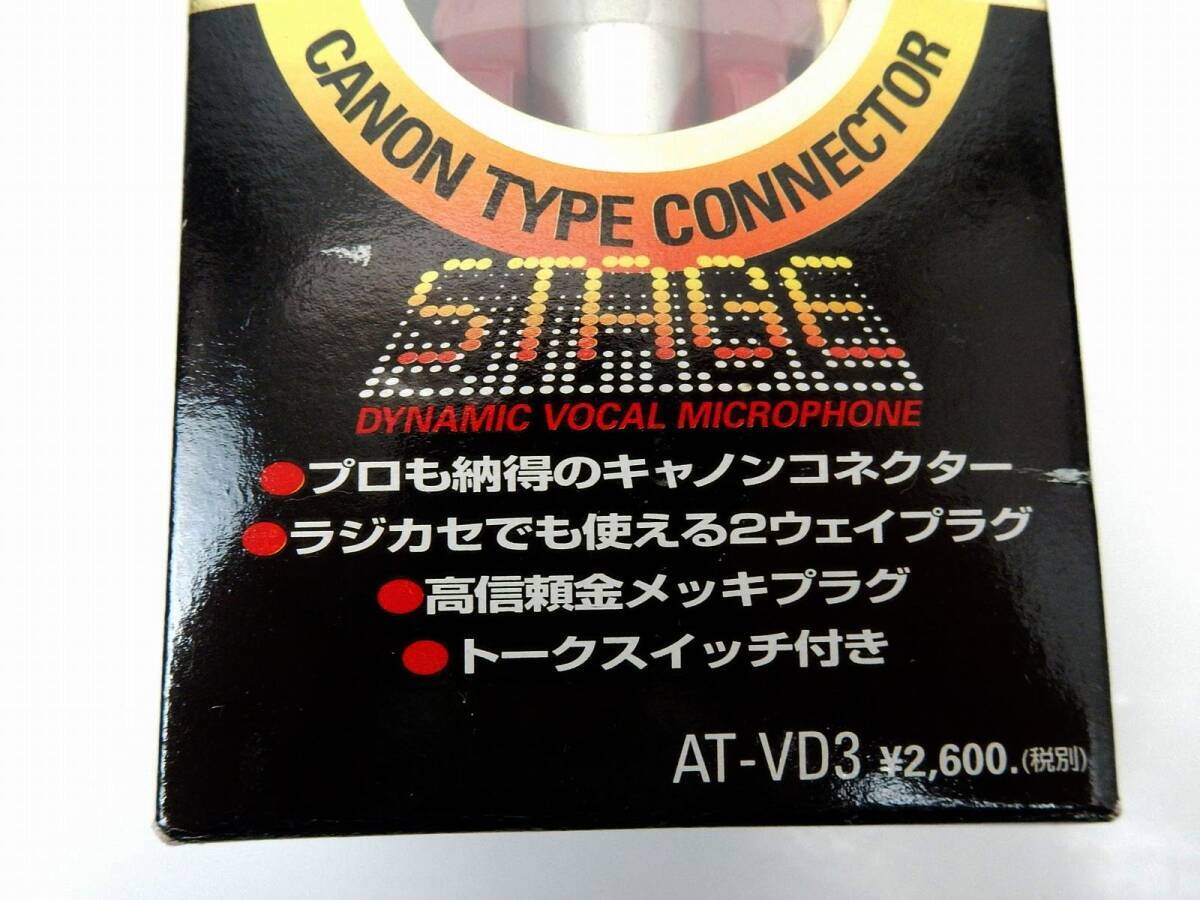 CANON TYPE CONNECTOR
STAGE
DYNAMIC VOCAL MICROPHONE
●プロも納得のキャノンコネクター
●ラジカセでも使える2ウェイプラグ
●高信頼金メッキプラグ
●トークスイッチ付き
AT-VD3 ¥2,600.(税別)